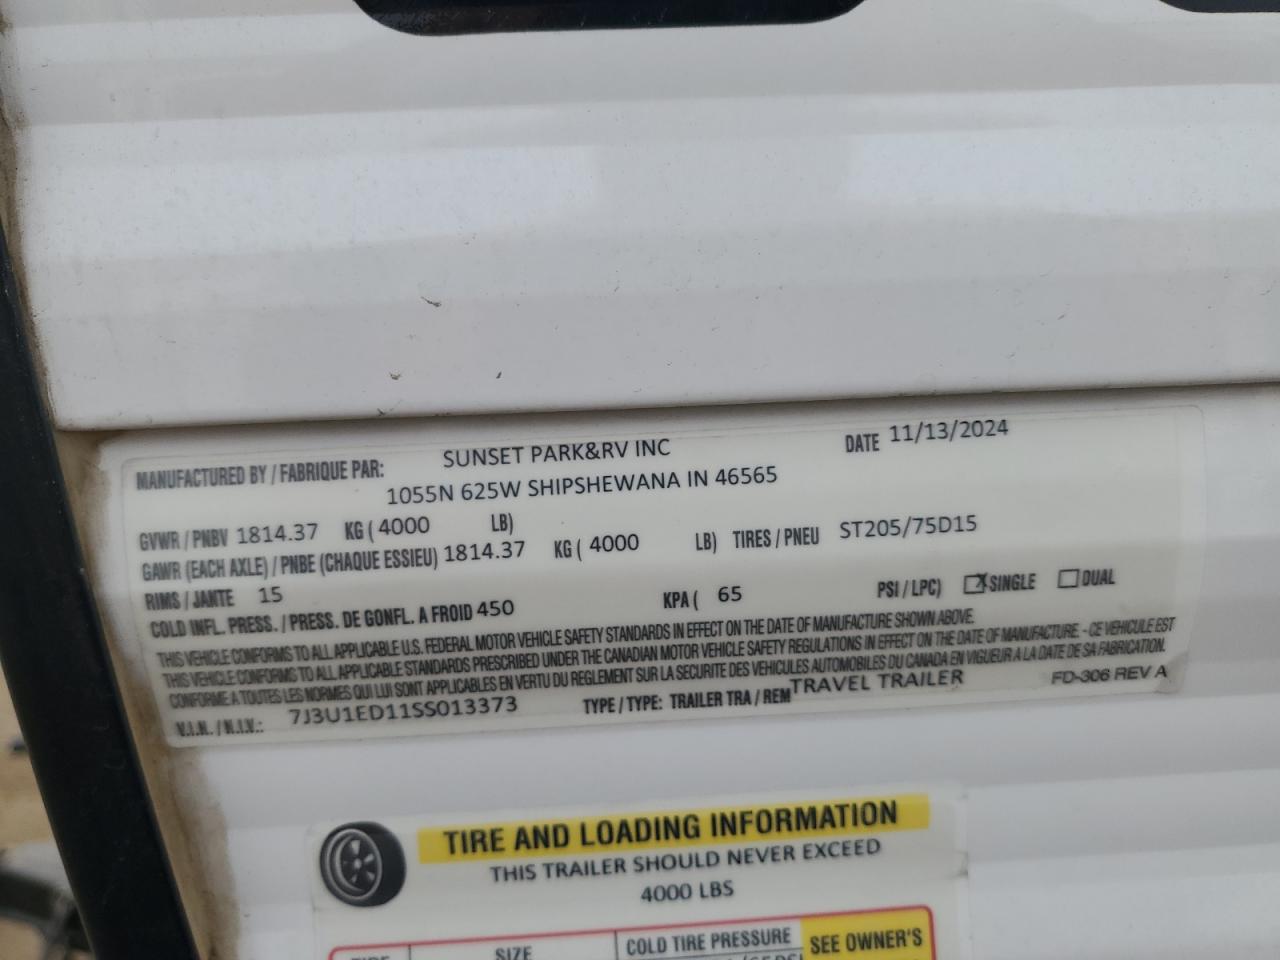 MANUFACTURED BY / FABRIQUE PAR: SUNSET PARK&RV INC DATE 11/13/2024
1055N 625W SHIPSHEWANA IN 46565
GVWR / PNBV 1814.37 KG ( 4000 LB)
GAWR (EACH AXLE) / PNBE (CHAQUE ESSIEU) 1814.37 KG ( 4000 LB) TIRES / PNEU ST205/75D15
RIMS / JANTE 15
COLD INFL. PRESS. / PRESS. DE GONFL. A FROID 450 KPA ( 65 PSI / LPC) X SINGLE DUAL
THIS VEHICLE CONFORMS TO ALL APPLICABLE U.S. FEDERAL MOTOR VEHICLE SAFETY STANDARDS IN EFFECT ON THE DATE OF MANUFACTURE SHOWN ABOVE.
THIS VEHICLE CONFORMS TO ALL APPLICABLE STANDARDS PRESCRIBED UNDER THE CANADIAN MOTOR VEHICLE SAFETY REGULATIONS IN EFFECT ON THE DATE OF MANUFACTURE. - CE VEHICULE EST
CONFORME A TOUTES LES NORMES QUI LUI SONT APPLICABLES EN VERTU DU REGLEMENT SUR LA SECURITE DES VEHICULES AUTOMOBILES DU CANADA EN VIGUEUR A LA DATE DE SA FABRICATION.
V.I.N. / N.I.V.: 7J3U1ED11SS013373 TYPE / TYPE: TRAILER TRA / REM TRAVEL TRAILER FD-306 REV A
TIRE AND LOADING INFORMATION
THIS TRAILER SHOULD NEVER EXCEED
4000 LBS
TIRE SIZE COLD TIRE PRESSURE SEE OWNER'S